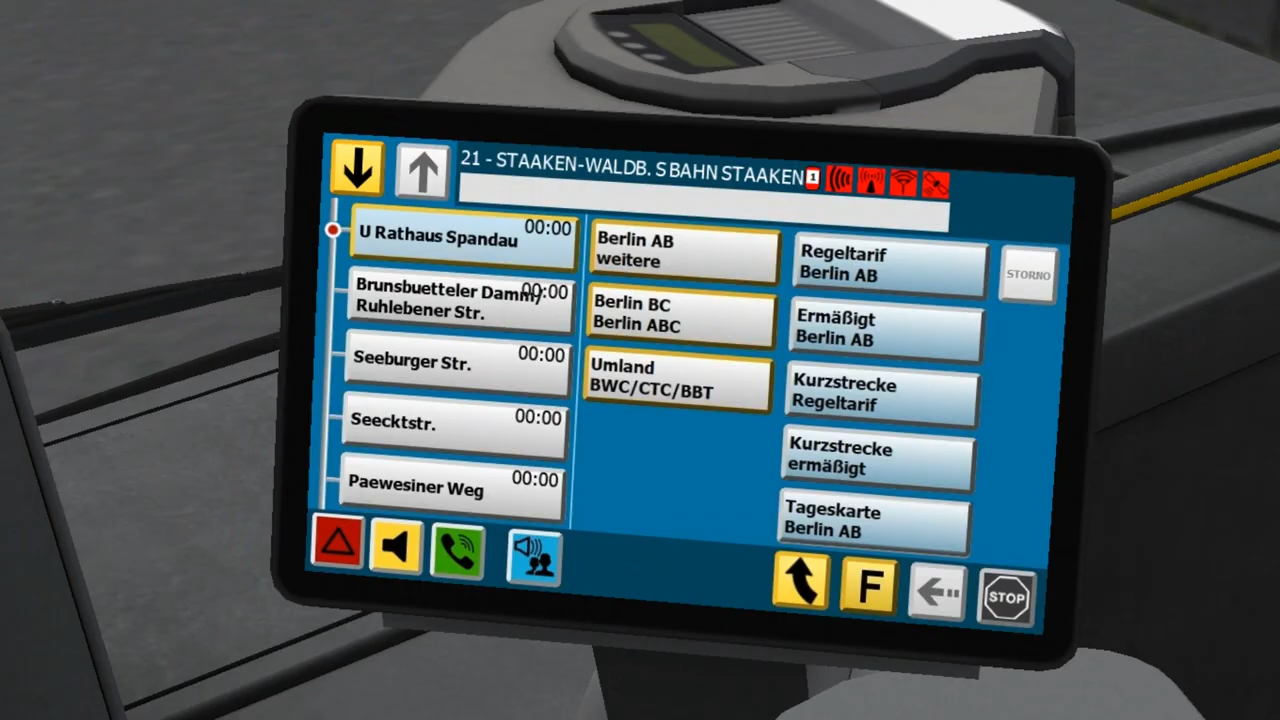 21 - STAAKEN-WALDB. S BAHN STAAKEN 1
00:00
U Rathaus Spandau
00:00
Brunsbuetteler Damm/
Ruhlebener Str.
00:00
Seeburger Str.
00:00
Seecktstr.
00:00
Paewesiner Weg
Berlin AB
weitere
Berlin BC
Berlin ABC
Umland
BWC/CTC/BBT
Regeltarif
Berlin AB
Ermäßigt
Berlin AB
Kurzstrecke
Regeltarif
Kurzstrecke
ermäßigt
Tageskarte
Berlin AB
STORNO
F
STOP